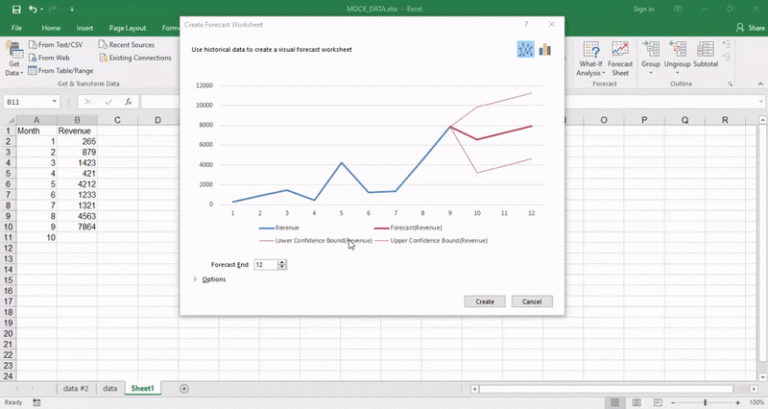 MOCK_DATA.xlsx - Excel
Sign in
File Home Insert Page Layout Formu
Share
Get Data
From Text/CSV
From Web
From Table/Range
Recent Sources
Existing Connections
Get & Transform Data
What-If Analysis
Forecast Sheet
Forecast
Group
Ungroup
Subtotal
Outline
B11
fx
A B C D N O P Q R
1 Month Revenue
2 1 265
3 2 879
4 3 1423
5 4 421
6 5 4212
7 6 1233
8 7 1321
9 8 4563
10 9 7864
11 10
12
13
14
15
16
17
18
19
20
21
22
23
24
Create Forecast Worksheet
?
Use historical data to create a visual forecast worksheet
12000
10000
8000
6000
4000
2000
0
1 2 3 4 5 6 7 8 9 10 11 12
Revenue Forecast(Revenue)
Lower Confidence Bound(Revenue) Upper Confidence Bound(Revenue)
Forecast End 12
Options
Create Cancel
data #2 data Sheet1
Ready
100%